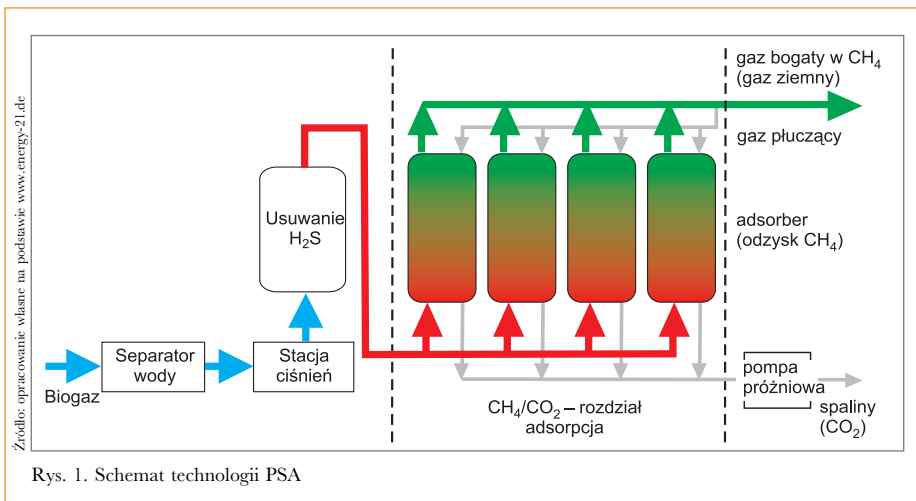 Źródło: opracowanie własne na podstawie www.energy-21.de
Biogaz
Separator
wody
Stacja
ciśnień
Usuwanie
H₂S
gaz bogaty w CH₄
(gaz ziemny)
gaz płuczący
adsorber
(odzysk CH₄)
CH₄/CO₂ – rozdział
adsorpcja
pompa
próżniowa
spaliny
(CO₂)
Rys. 1. Schemat technologii PSA